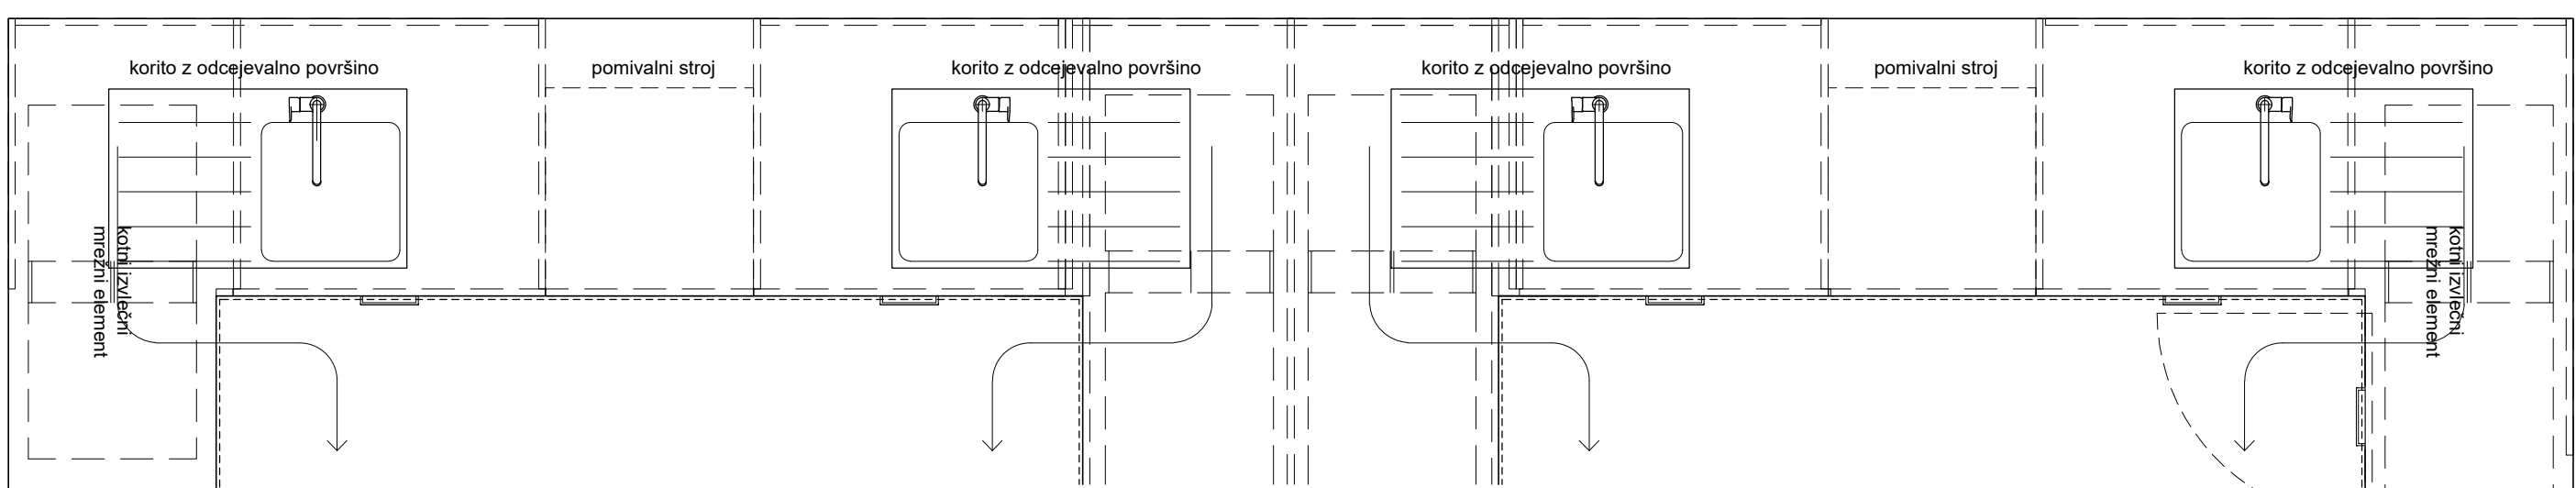 korito z odcejevalno površino
pomivalni stroj
korito z odcejevalno površino
korito z odcejevalno površino
pomivalni stroj
korito z odcejevalno površino
kotni izvlečni
mrežni element
kotni izvlečni
mrežni element